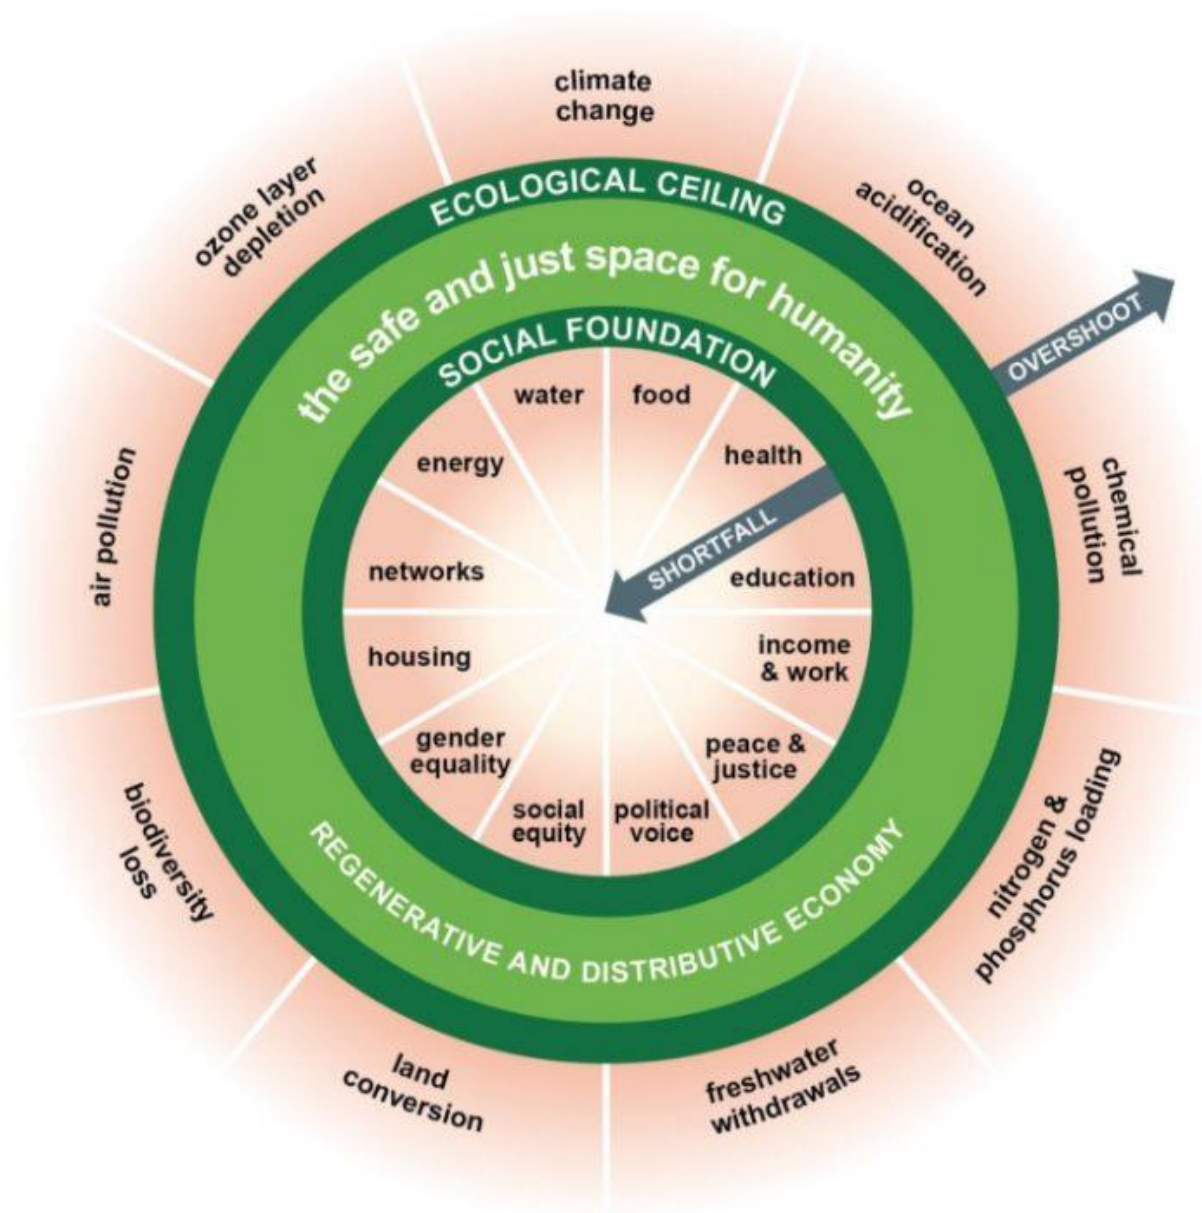 climate
change
ocean
acidification
OVERSHOOT
chemical
pollution
nitrogen &
phosphorus loading
freshwater
withdrawals
land
conversion
biodiversity
loss
air pollution
ozone layer
depletion
ECOLOGICAL CEILING
the safe and just space for humanity
SOCIAL FOUNDATION
water
food
health
SHORTFALL
education
income
& work
peace &
justice
political
voice
social
equity
gender
equality
housing
networks
energy
REGENERATIVE AND DISTRIBUTIVE ECONOMY